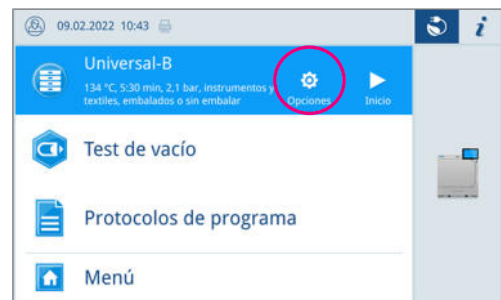 09.02.2022 10:43
i
Universal-B
134 °C, 5:30 min, 2,1 bar, instrumentos y
textiles, embalados o sin embalar
Opciones
Inicio
Test de vacío
Protocolos de programa
Menú